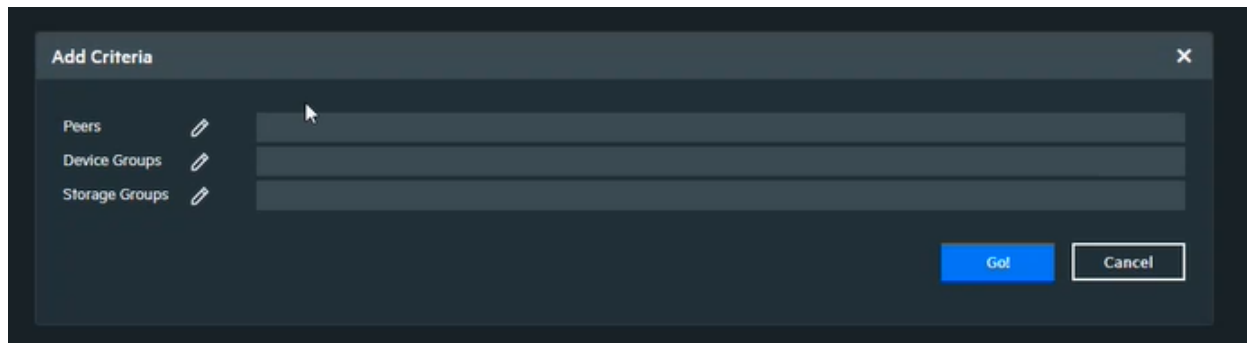 Add Criteria
Peers
Device Groups
Storage Groups
Go! Cancel